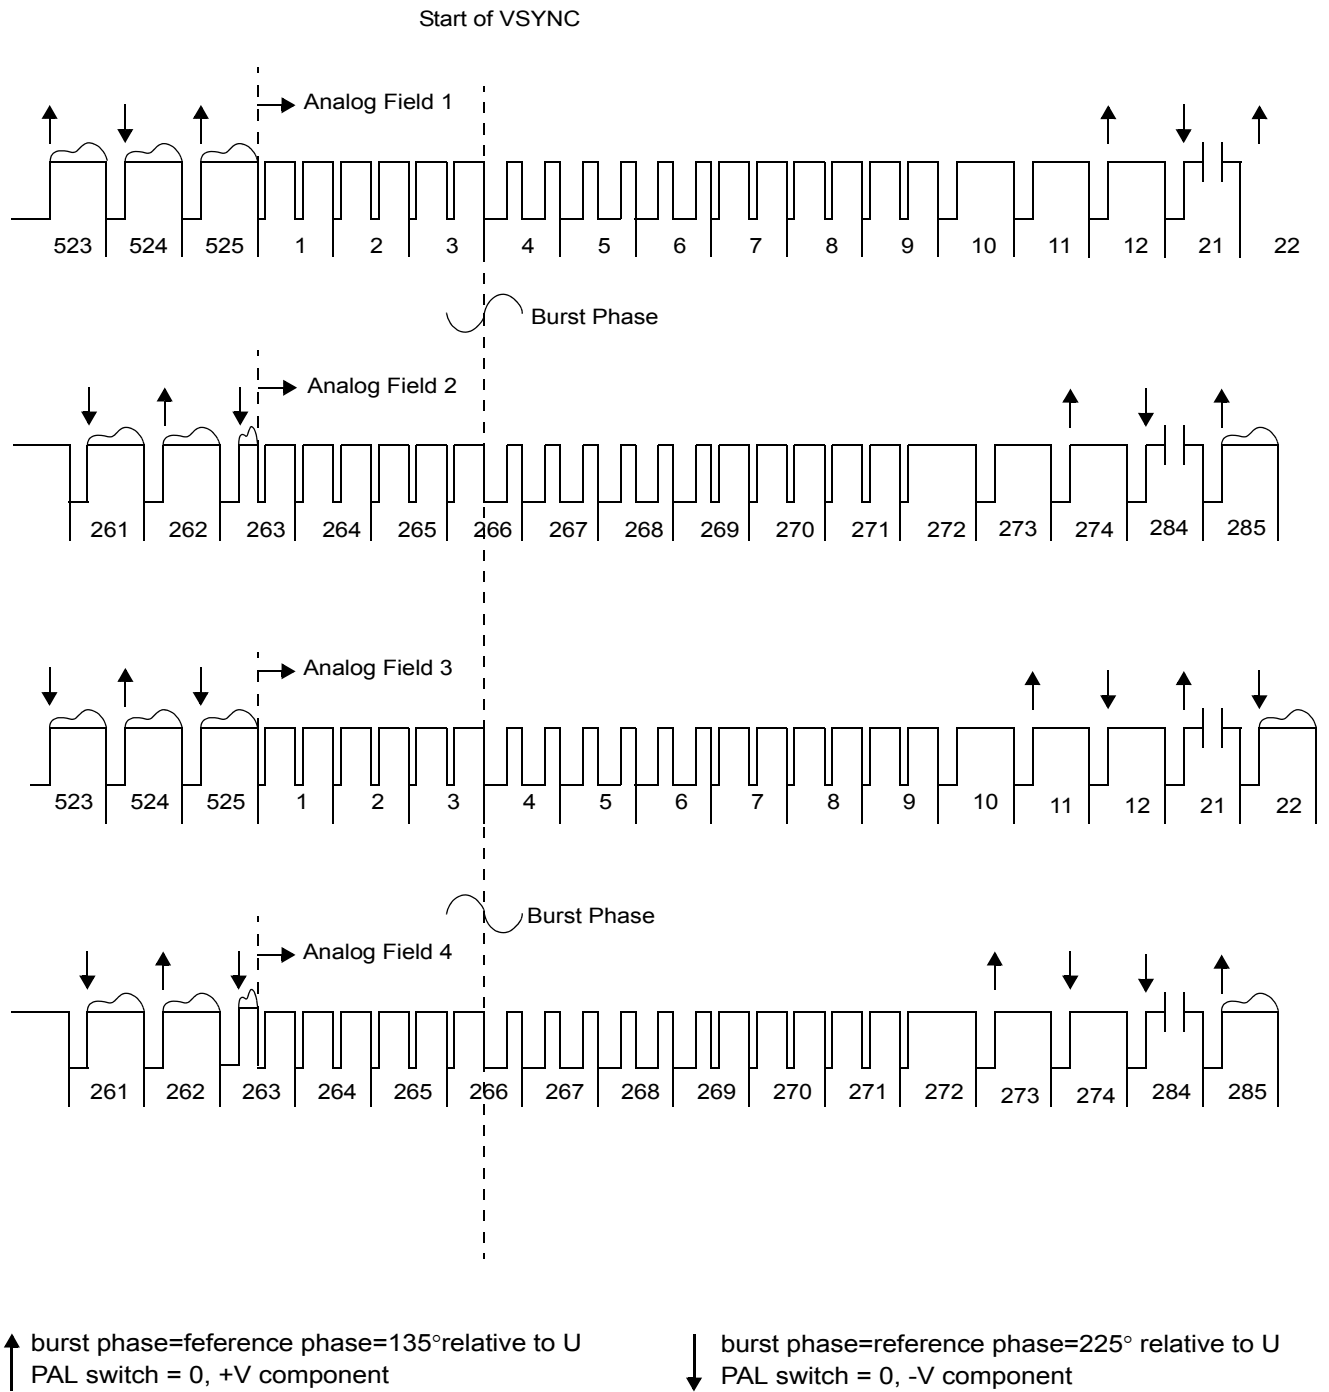 Start of VSYNC
Analog Field 1
523 524 525 1 2 3 4 5 6 7 8 9 10 11 12 21 22
Burst Phase
Analog Field 2
261 262 263 264 265 266 267 268 269 270 271 272 273 274 284 285
Analog Field 3
523 524 525 1 2 3 4 5 6 7 8 9 10 11 12 21 22
Burst Phase
Analog Field 4
261 262 263 264 265 266 267 268 269 270 271 272 273 274 284 285
burst phase=feference phase=135°relative to U
PAL switch = 0, +V component
burst phase=reference phase=225° relative to U
PAL switch = 0, -V component